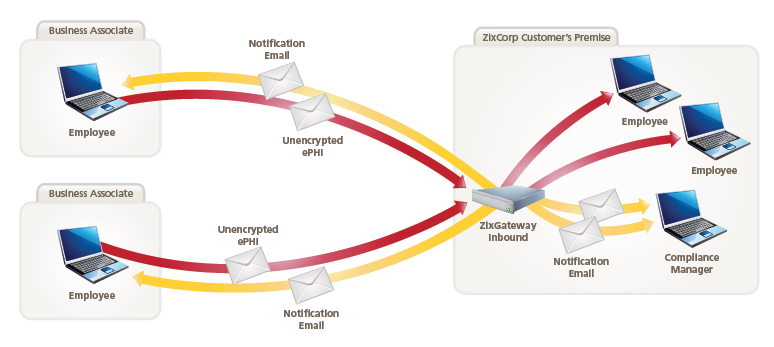 Business Associate
Employee
Notification
Email
Unencrypted
ePHI
Business Associate
Employee
Unencrypted
ePHI
Notification
Email
ZixCorp Customer's Premise
Employee
Employee
ZixGateway
Inbound
Notification
Email
Compliance
Manager